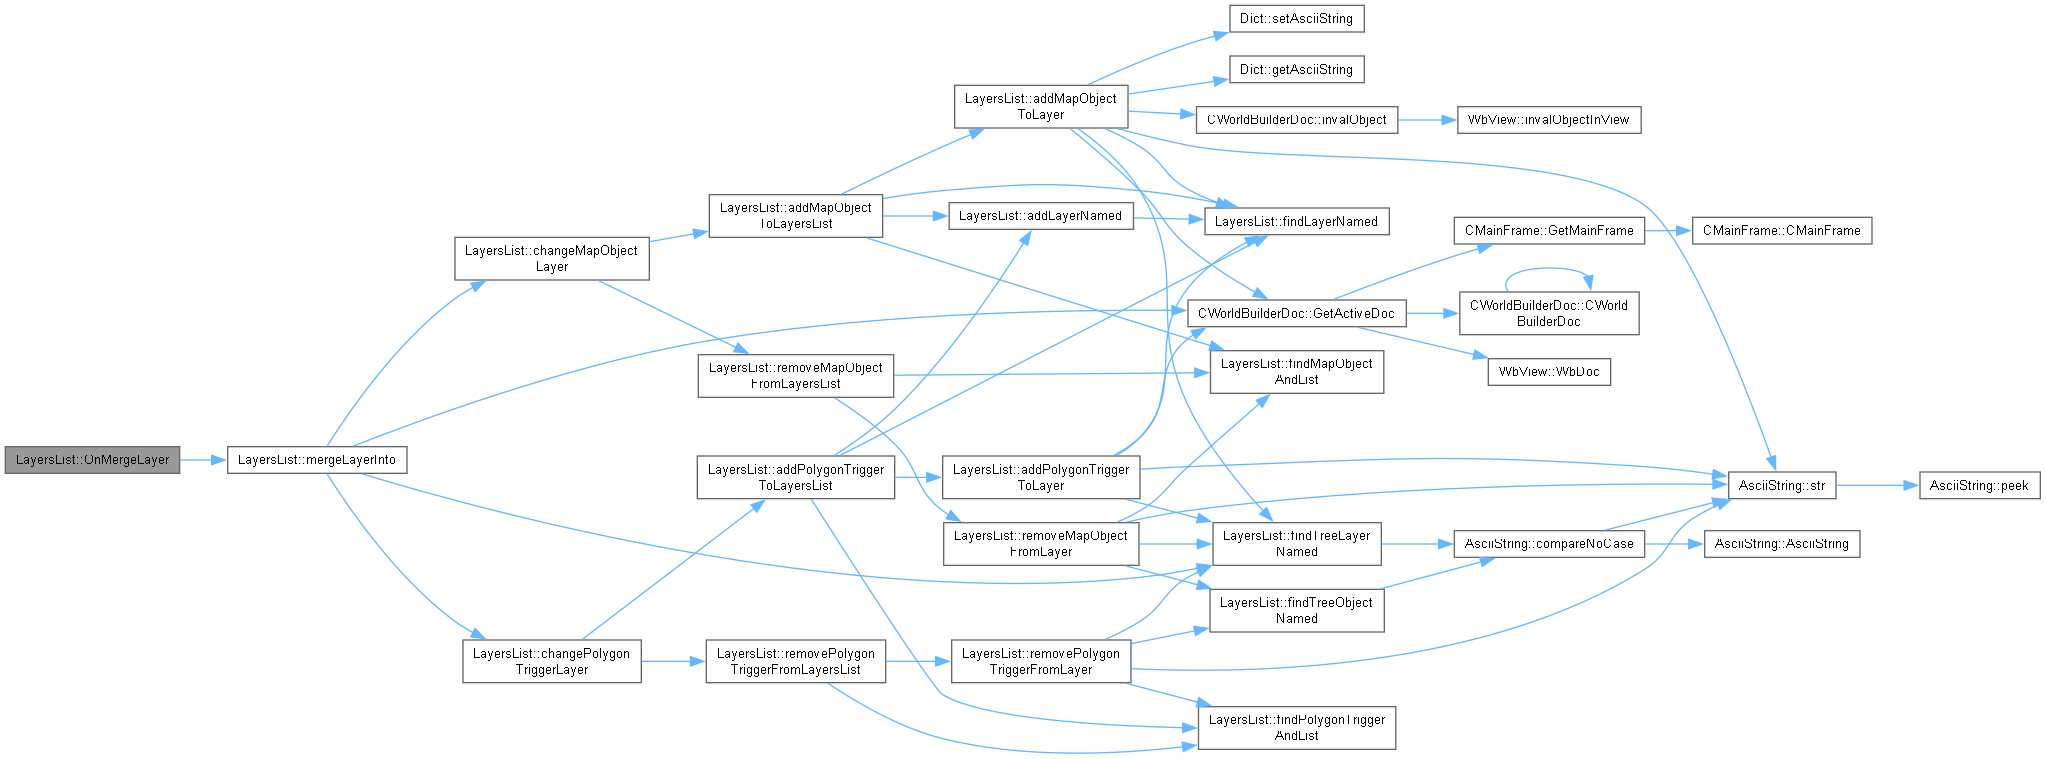 LayersList::OnMergeLayer
LayersList::mergeLayerInto
LayersList::changeMapObject
Layer
LayersList::changePolygon
TriggerLayer
LayersList::addMapObject
ToLayersList
LayersList::removeMapObject
FromLayersList
LayersList::addPolygonTrigger
ToLayersList
LayersList::removePolygon
TriggerFromLayersList
LayersList::addMapObject
ToLayer
LayersList::addLayerNamed
LayersList::addPolygonTrigger
ToLayer
LayersList::removeMapObject
FromLayer
LayersList::removePolygon
TriggerFromLayer
Dict::setAsciiString
Dict::getAsciiString
CWorldBuilderDoc::invalObject
LayersList::findLayerNamed
CWorldBuilderDoc::GetActiveDoc
LayersList::findMapObject
AndList
LayersList::findTreeLayer
Named
LayersList::findTreeObject
Named
LayersList::findPolygonTrigger
AndList
WbView::invalObjectInView
CMainFrame::GetMainFrame
CWorldBuilderDoc::CWorld
BuilderDoc
WbView::WbDoc
AsciiString::compareNoCase
CMainFrame::CMainFrame
AsciiString::str
AsciiString::AsciiString
AsciiString::peek